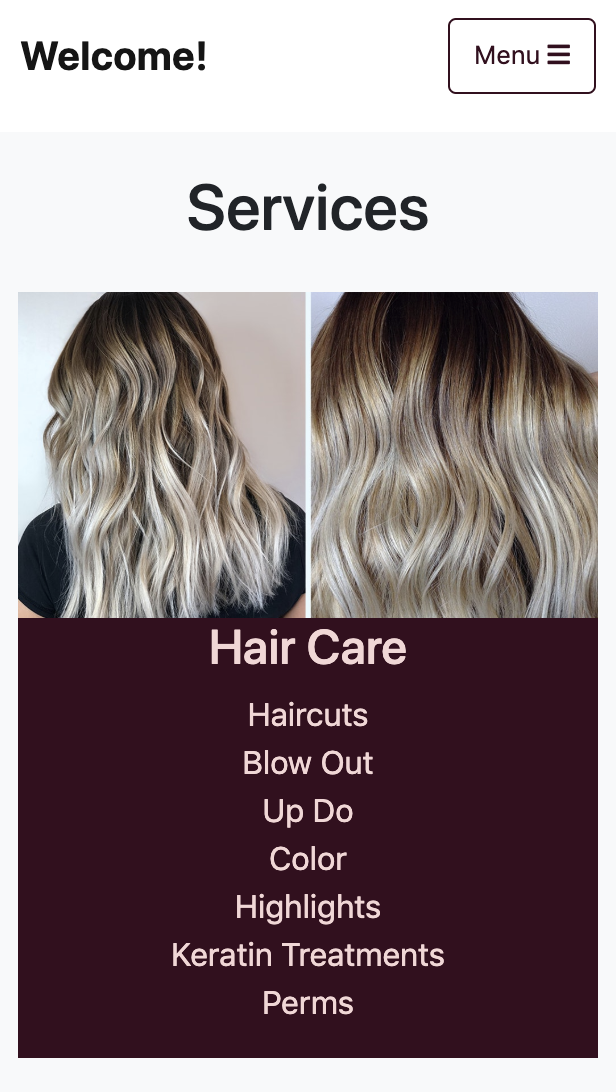 Welcome!
Menu
Services
Hair Care
Haircuts
Blow Out
Up Do
Color
Highlights
Keratin Treatments
Perms